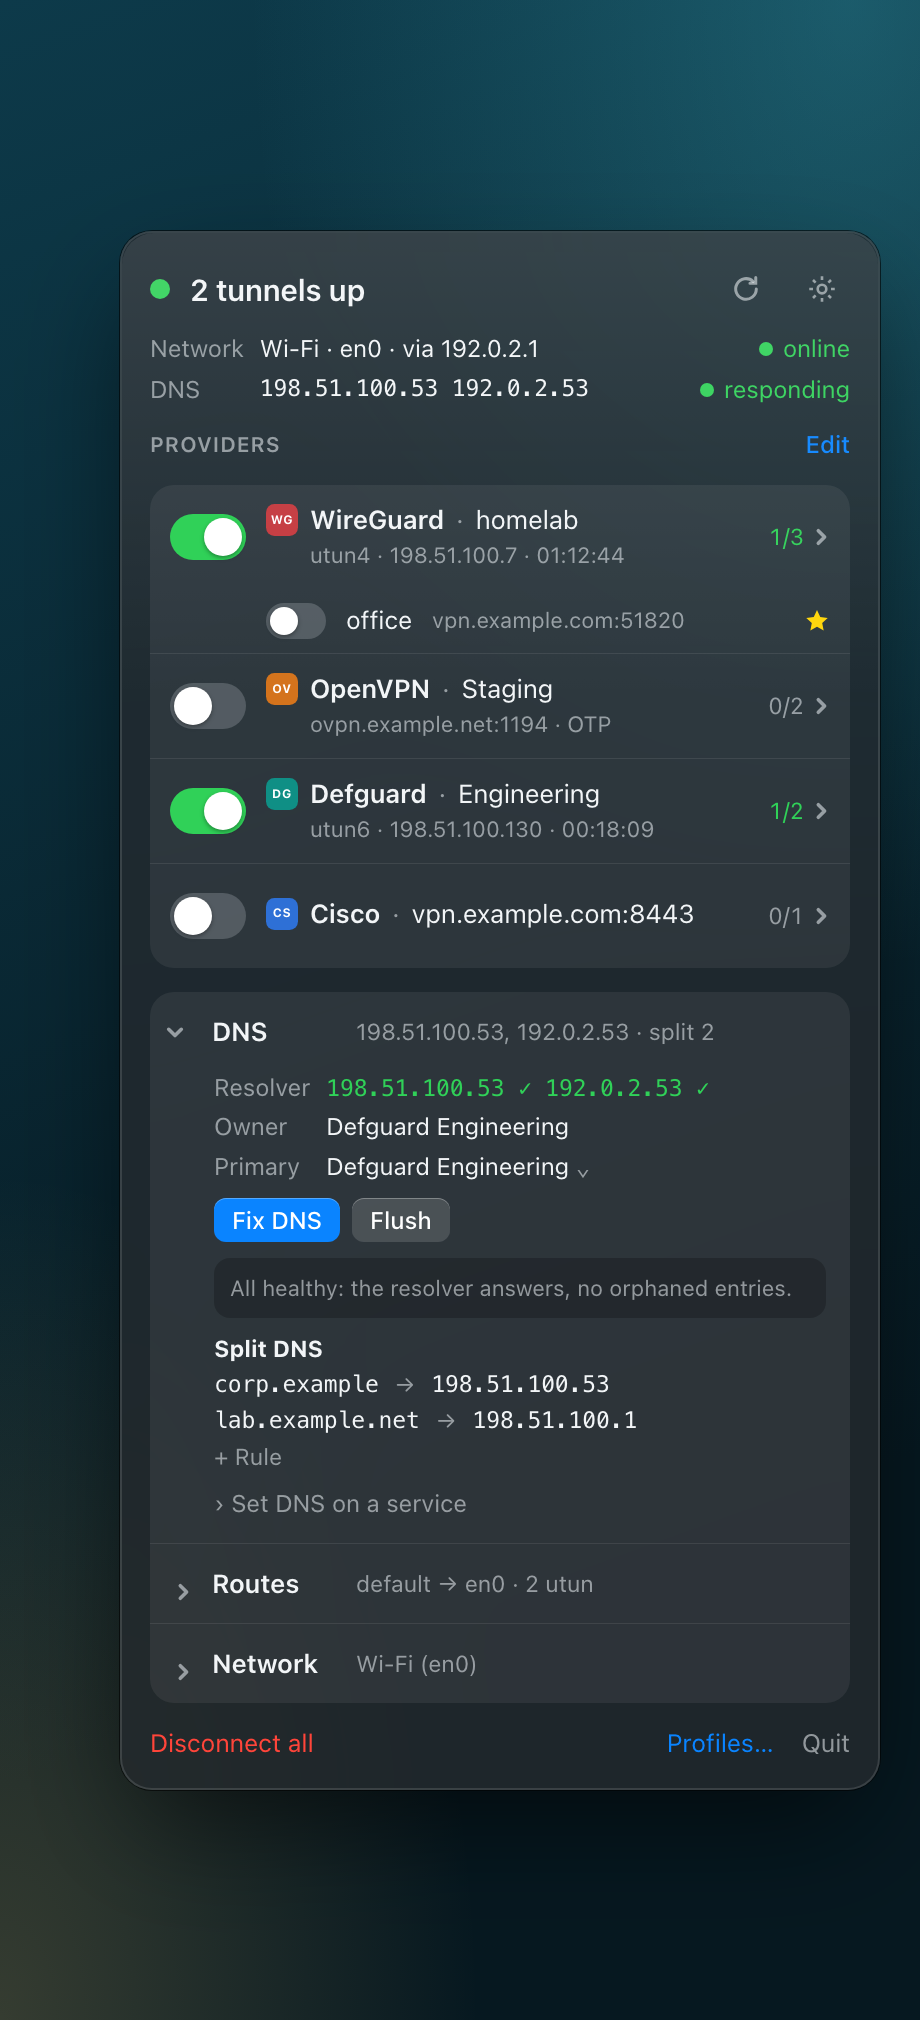 2 tunnels up
Network Wi-Fi · en0 · via 192.0.2.1 online
DNS 198.51.100.53 192.0.2.53 responding
PROVIDERS Edit
WG WireGuard · homelab 1/3
utun4 · 198.51.100.7 · 01:12:44
office vpn.example.com:51820
OV OpenVPN · Staging 0/2
ovpn.example.net:1194 · OTP
DG Defguard · Engineering 1/2
utun6 · 198.51.100.130 · 00:18:09
CS Cisco · vpn.example.com:8443 0/1
DNS 198.51.100.53, 192.0.2.53 · split 2
Resolver 198.51.100.53 ✓ 192.0.2.53 ✓
Owner Defguard Engineering
Primary Defguard Engineering
Fix DNS Flush
All healthy: the resolver answers, no orphaned entries.
Split DNS
corp.example → 198.51.100.53
lab.example.net → 198.51.100.1
+ Rule
› Set DNS on a service
Routes default → en0 · 2 utun
Network Wi-Fi (en0)
Disconnect all Profiles... Quit